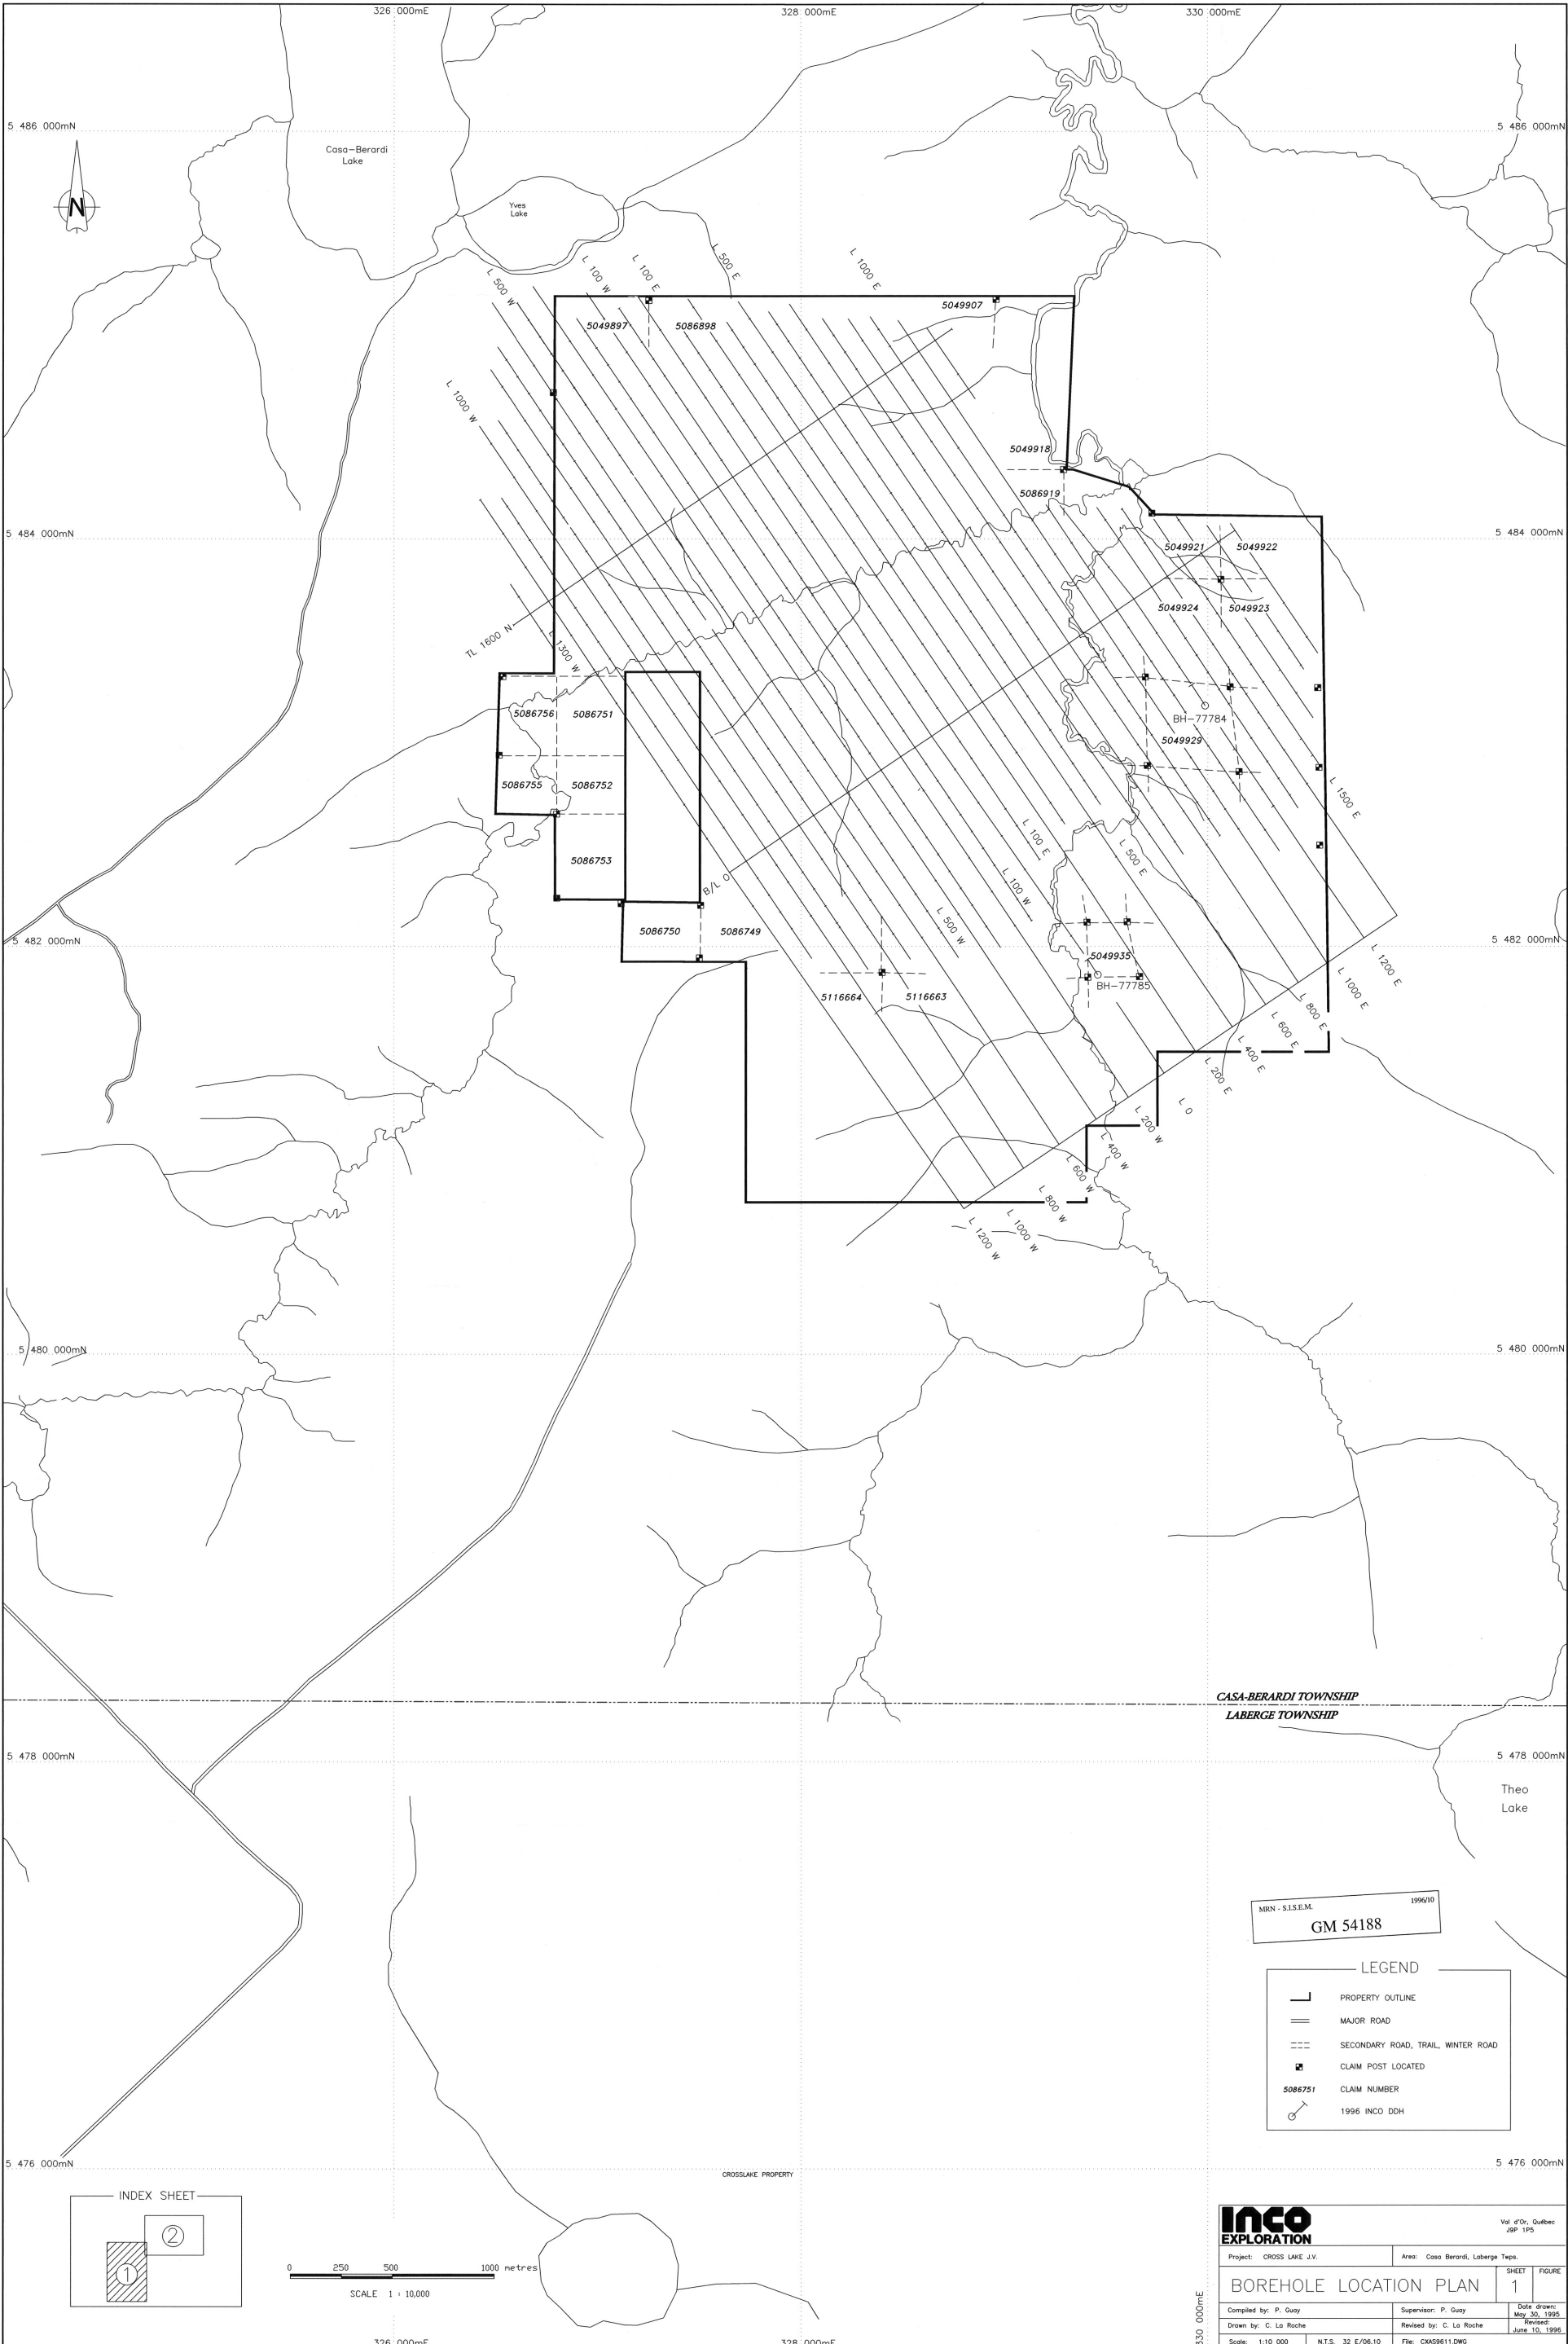 326 000mE
328 000mE
330 000mE
5 486 000mN
5 486 000mN
Casa-Berardi
Lake
N
Yves
Lake
L 500 W
L 100 W
L 100 E
L 500 E
L 1000 E
5049897
5086898
5049907
L 1000 W
5049918
5086919
5 484 000mN
5 484 000mN
5049921
5049922
5049924
5049923
TL 1600 N
L 1300 W
5086756
5086751
BH-77784
5049929
5086755
5086752
L 1500 E
5086753
L 100 E
L 500 E
B/L 0
L 100 W
5086750
5086749
L 500 W
5 482 000mN
5 482 000mN
5049935
BH-77785
5116664
5116663
L 1200 E
L 1000 E
L 800 E
L 600 E
L 400 E
L 200 E
L 0
L 200 W
L 400 W
L 600 W
L 800 W
L 1000 W
L 1200 W
5 480 000mN
5 480 000mN
CASA-BERARDI TOWNSHIP
LABERGE TOWNSHIP
5 478 000mN
5 478 000mN
Theo
Lake
MRN - S.I.S.E.M. 1996/10
GM 54188
LEGEND
PROPERTY OUTLINE
MAJOR ROAD
SECONDARY ROAD, TRAIL, WINTER ROAD
CLAIM POST LOCATED
5086751 CLAIM NUMBER
1996 INCO DDH
5 476 000mN
5 476 000mN
CROSSLAKE PROPERTY
INDEX SHEET
2
1
0 250 500 1000 metres
SCALE 1 : 10,000
326 000mE
328 000mE
330 000mE
INCO
EXPLORATION
Val d'Or, Québec
J9P 1P5
Project: CROSS LAKE J.V.
Area: Casa Berardi, Laberge Twps.
BOREHOLE LOCATION PLAN
SHEET
1
FIGURE
Compiled by: P. Guay
Supervisor: P. Guay
Date drawn:
May 30, 1995
Drawn by: C. La Roche
Revised by: C. La Roche
Revised:
June 10, 1996
Scale: 1:10 000
N.T.S. 32 E/06,10
File: CXAS9611.DWG